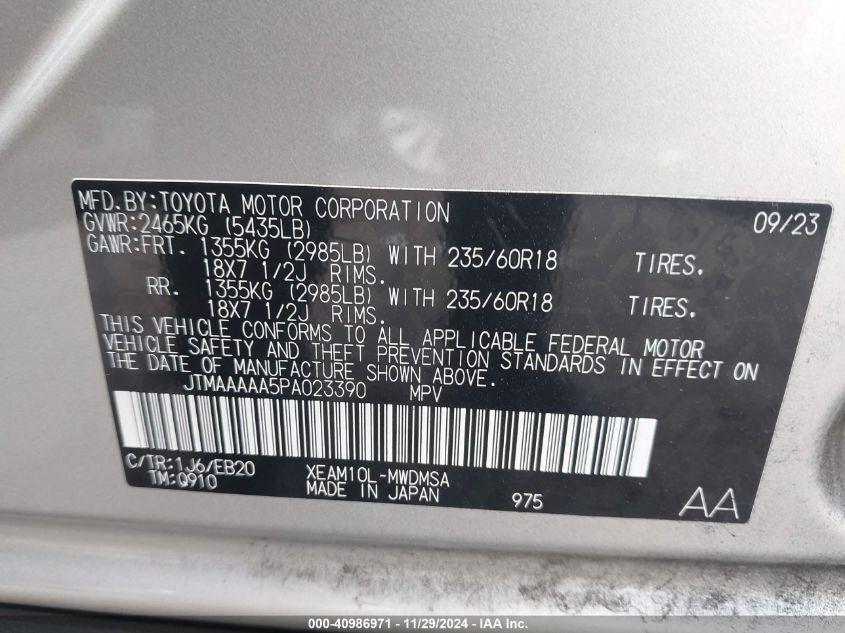 MFD.BY:TOYOTA MOTOR CORPORATION 09/23
GVWR:2465KG (5435LB)
GAWR:FRT. 1355KG (2985LB) WITH 235/60R18 TIRES.
18X7 1/2J RIMS.
RR. 1355KG (2985LB) WITH 235/60R18 TIRES.
18X7 1/2J RIMS.
THIS VEHICLE CONFORMS TO ALL APPLICABLE FEDERAL MOTOR
VEHICLE SAFETY AND THEFT PREVENTION STANDARDS IN EFFECT ON
THE DATE OF MANUFACTURE SHOWN ABOVE.
JTMAAAAA5PA023390 MPV
C/TR:1J6/EB20 XEAM10L-MWDMSA
TM:Q910 MADE IN JAPAN 975 AA
000-40986971 - 11/29/2024 - IAA Inc.